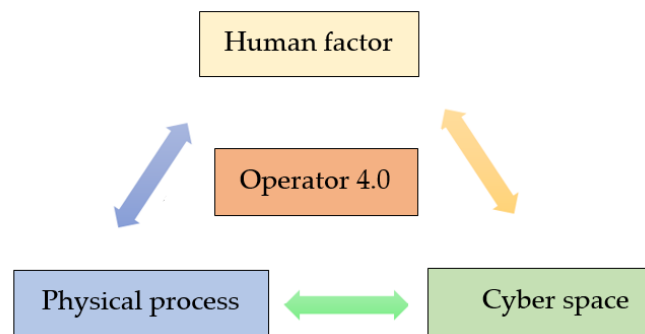 Human factor
Operator 4.0
Physical process
Cyber space